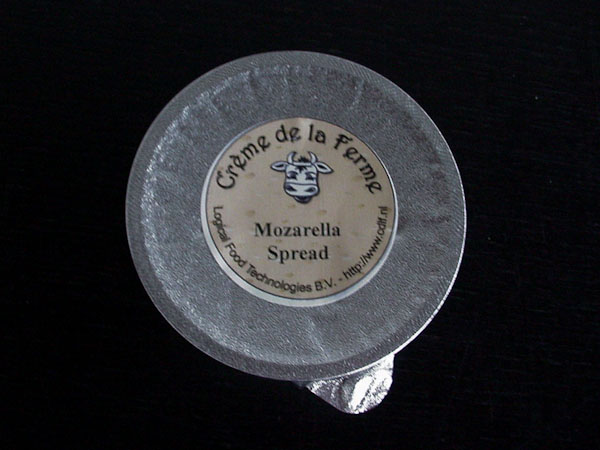 Crème de la Ferme
Mozarella
Spread
Logical Food Technologies B.V. - http://www.cdlf.nl